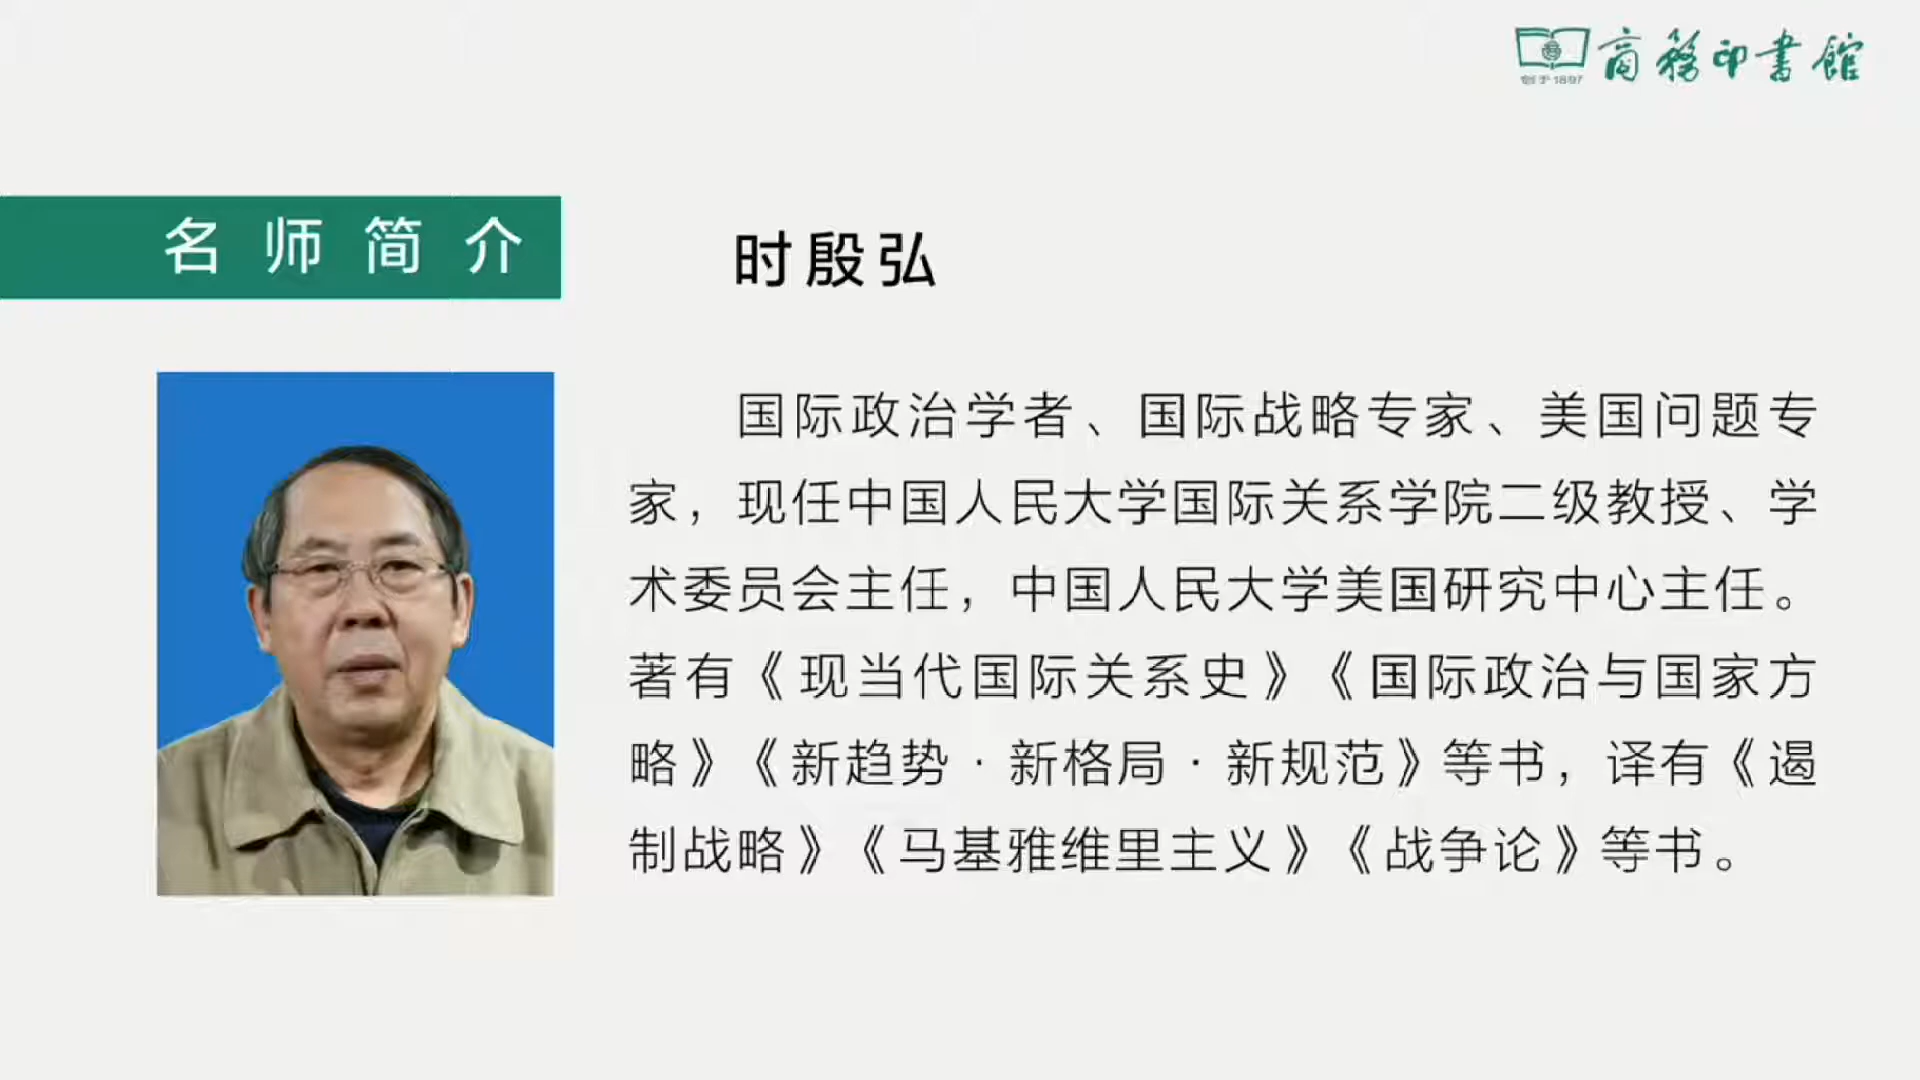 创于1897
商務印書館
名师简介
时殷弘
国际政治学者、国际战略专家、美国问题专
家，现任中国人民大学国际关系学院二级教授、学
术委员会主任，中国人民大学美国研究中心主任。
著有《现当代国际关系史》《国际政治与国家方
略》《新趋势·新格局·新规范》等书，译有《遏
制战略》《马基雅维里主义》《战争论》等书。